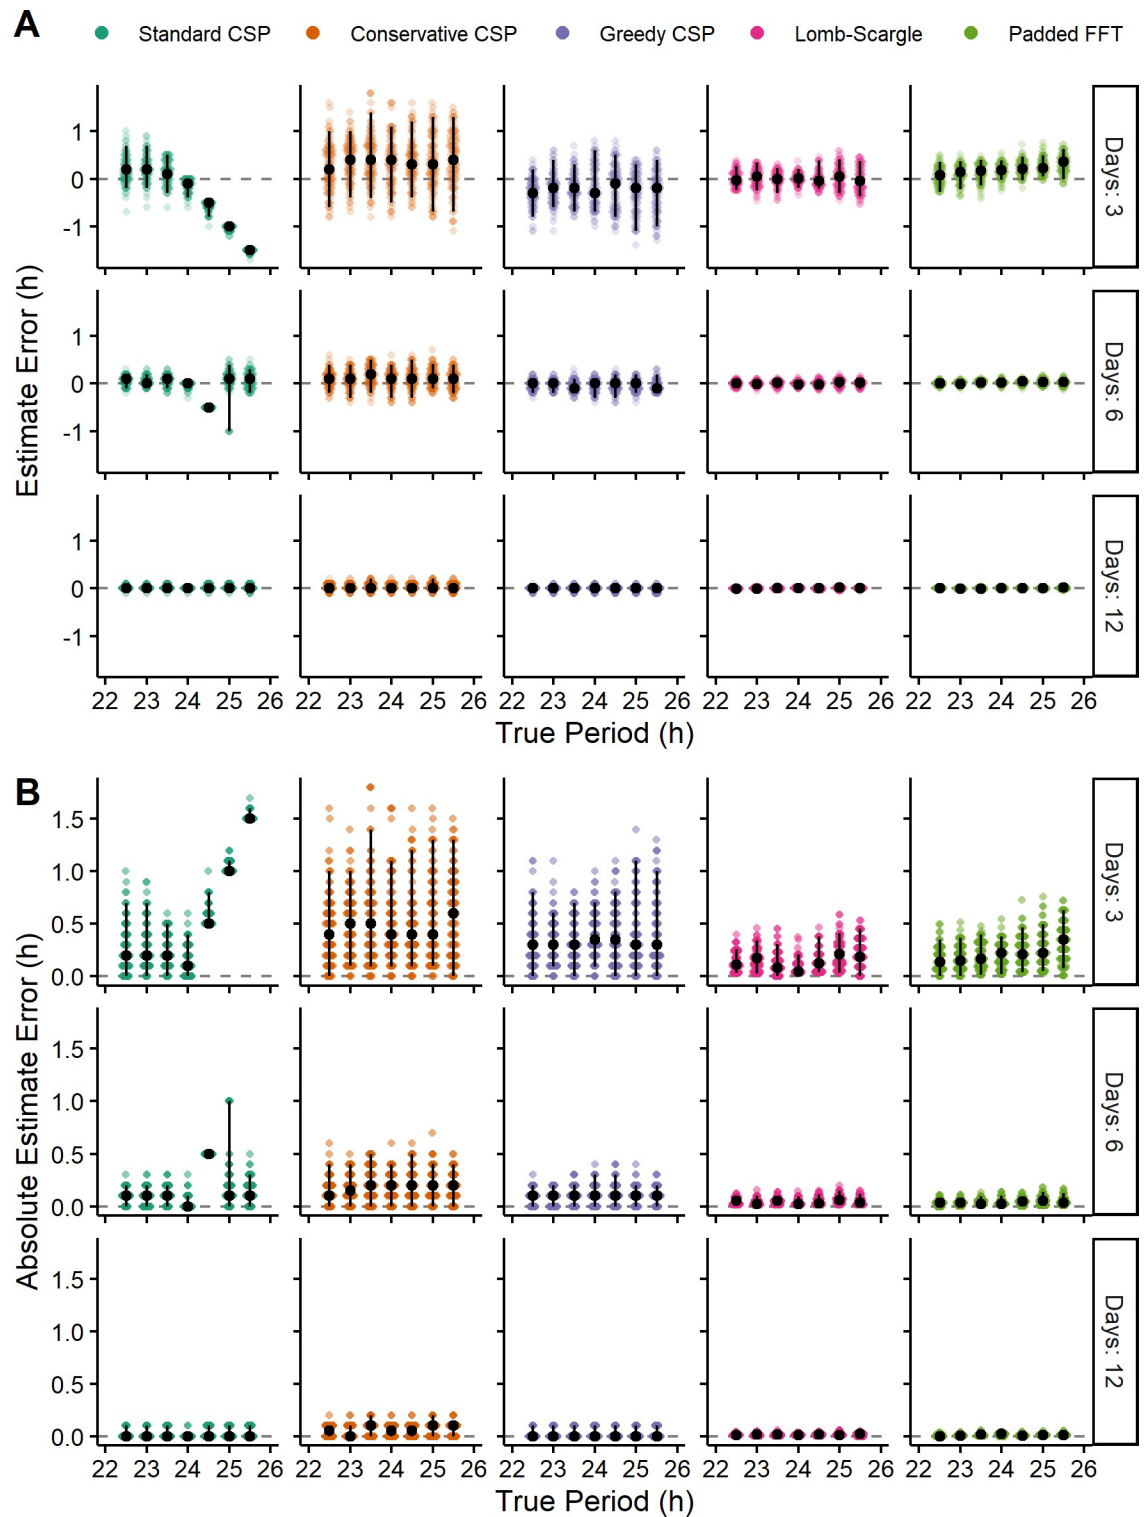 A
Standard CSP Conservative CSP Greedy CSP Lomb-Scargle Padded FFT
Estimate Error (h)
1
0
-1
Days: 3
1
0
-1
Days: 6
1
0
-1
Days: 12
22 23 24 25 26 22 23 24 25 26 22 23 24 25 26 22 23 24 25 26 22 23 24 25 26
True Period (h)
B
Absolute Estimate Error (h)
1.5
1.0
0.5
0.0
Days: 3
1.5
1.0
0.5
0.0
Days: 6
1.5
1.0
0.5
0.0
Days: 12
22 23 24 25 26 22 23 24 25 26 22 23 24 25 26 22 23 24 25 26 22 23 24 25 26
True Period (h)